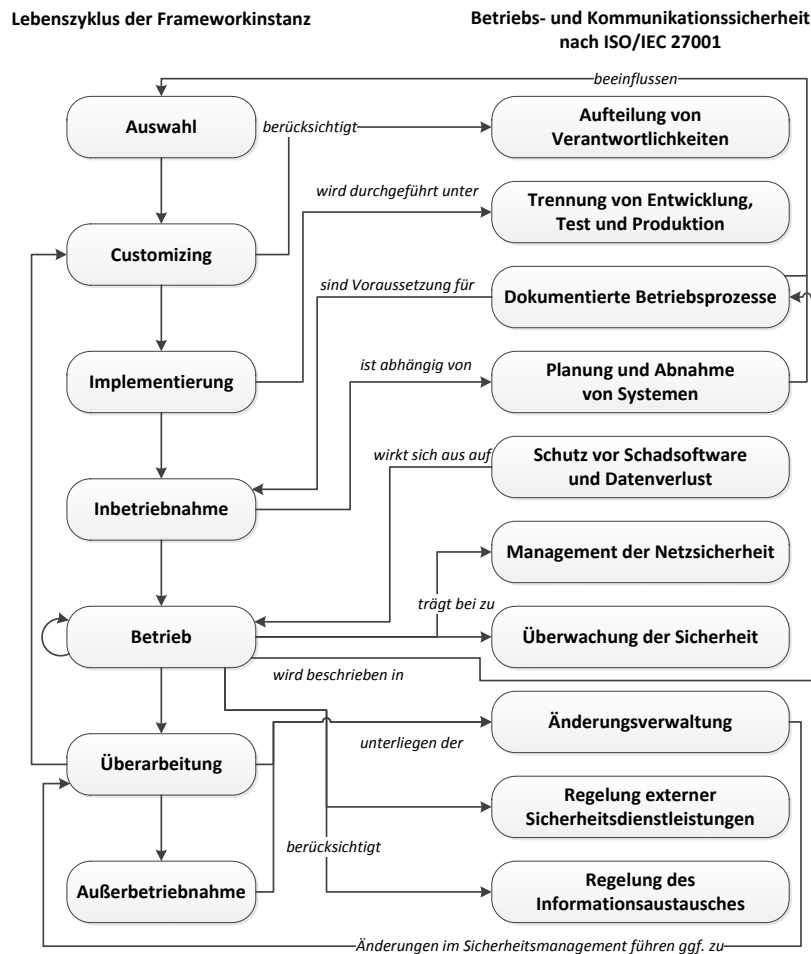 Lebenszyklus der Frameworkinstanz
Betriebs- und Kommunikationssicherheit
nach ISO/IEC 27001
beeinflussen
Auswahl
berücksichtigt
Aufteilung von
Verantwortlichkeiten
wird durchgeführt unter
Trennung von Entwicklung,
Test und Produktion
Customizing
sind Voraussetzung für
Dokumentierte Betriebsprozesse
Implementierung
ist abhängig von
Planung und Abnahme
von Systemen
wirkt sich aus auf
Schutz vor Schadsoftware
und Datenverlust
Inbetriebnahme
Management der Netzsicherheit
trägt bei zu
Betrieb
Überwachung der Sicherheit
wird beschrieben in
Änderungsverwaltung
unterliegen der
Überarbeitung
Regelung externer
Sicherheitsdienstleistungen
berücksichtigt
Außerbetriebnahme
Regelung des
Informationsaustausches
Änderungen im Sicherheitsmanagement führen ggf. zu